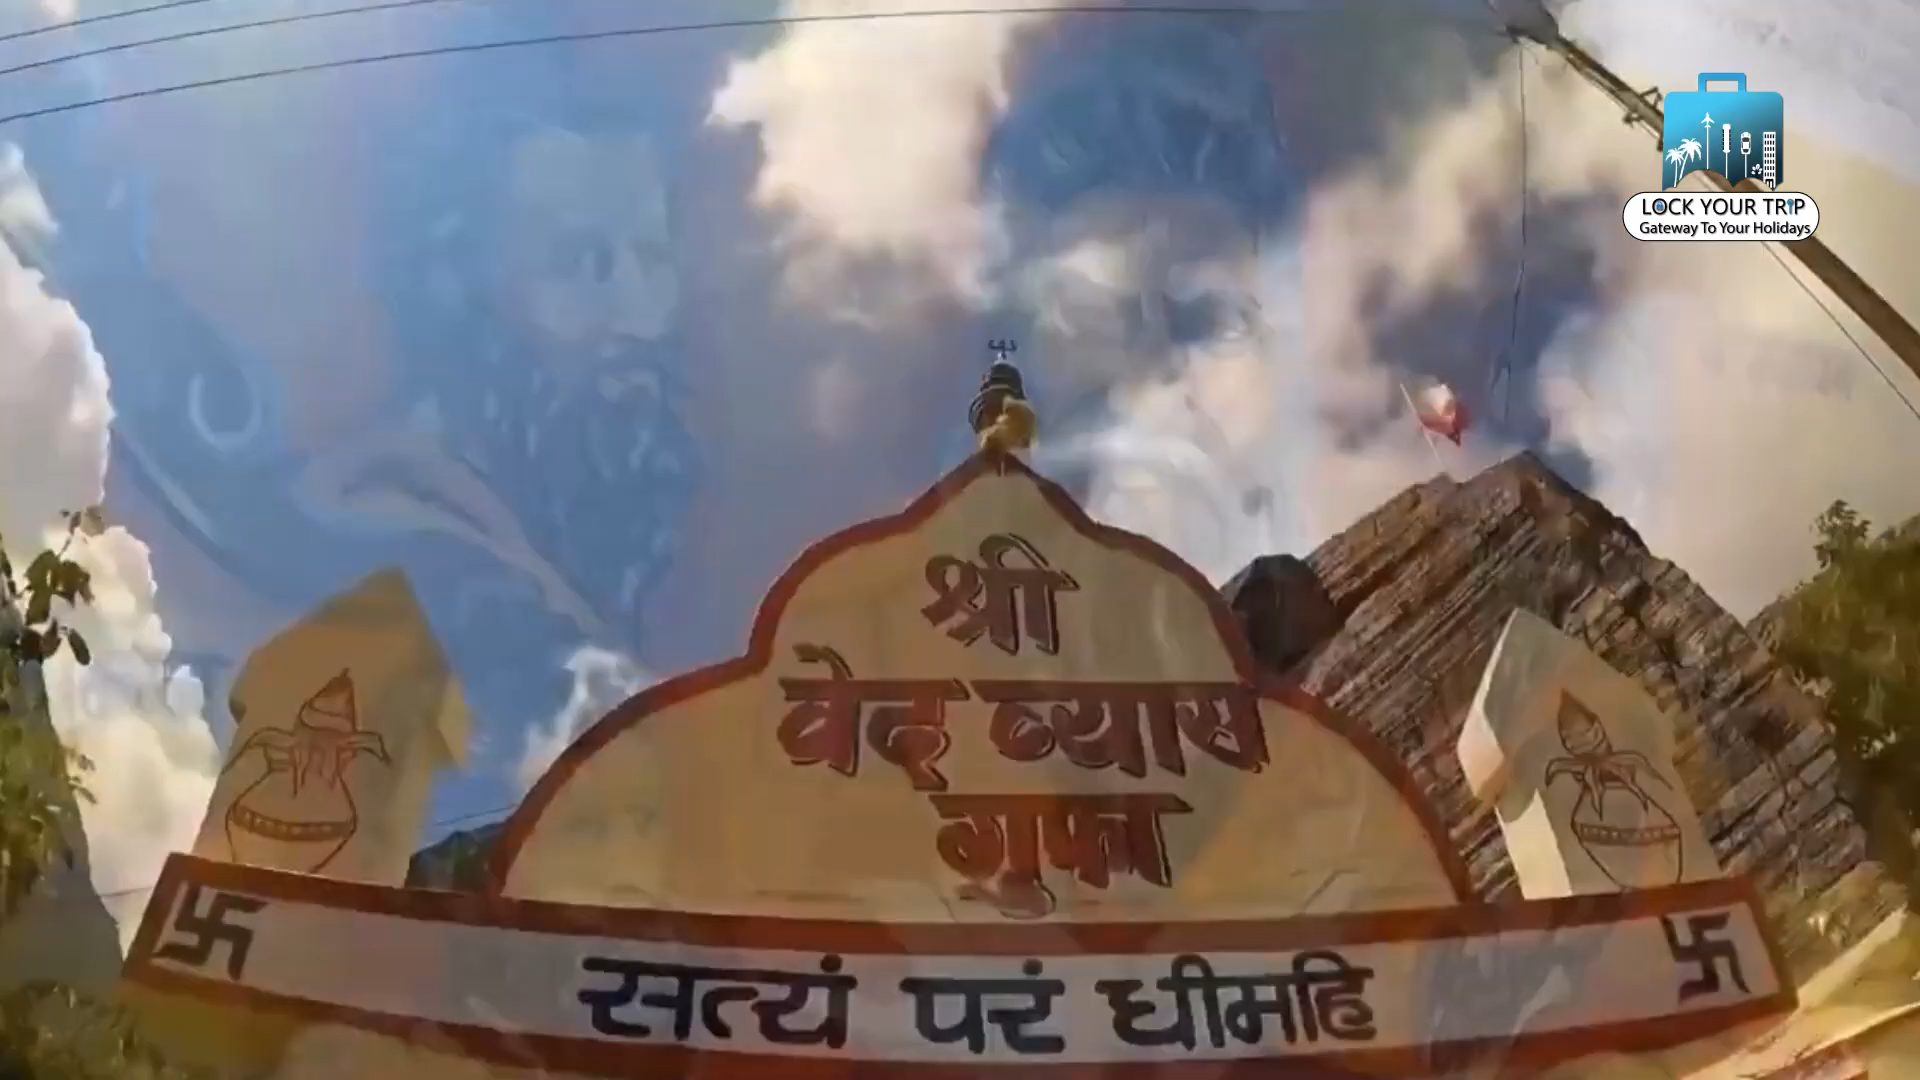 LOCK YOUR TRIP
Gateway To Your Holidays
श्री
वेद व्यास
गुफा
सत्यं परं धीमहि